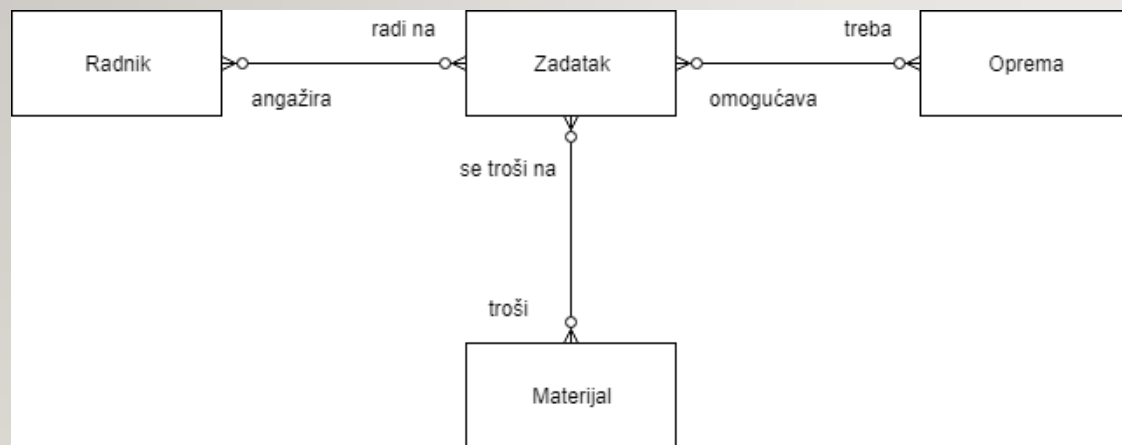 radi na
treba
Radnik
Zadatak
Oprema
angažira
omogućava
se troši na
troši
Materijal